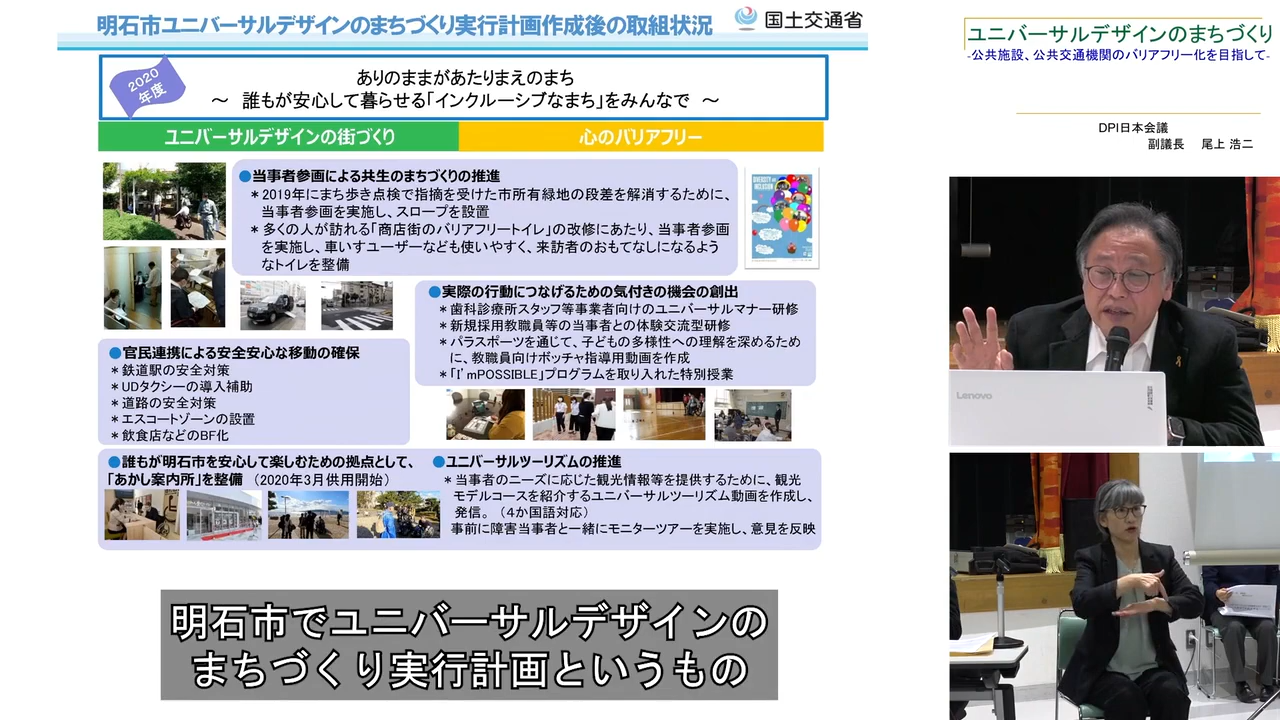 明石市ユニバーサルデザインのまちづくり実行計画作成後の取組状況
国土交通省
2020
年度
ありのままがあたりまえのまち
~ 誰もが安心して暮らせる「インクルーシブなまち」をみんなで ~
ユニバーサルデザインの街づくり
心のバリアフリー
●当事者参画による共生のまちづくりの推進
*2019年にまち歩き点検で指摘を受けた市所有緑地の段差を解消するために、
当事者参画を実施し、スロープを設置
*多くの人が訪れる「商店街のバリアフリートイレ」の改修にあたり、当事者参画
を実施し、車いすユーザーなども使いやすく、来訪者のおもてなしになるよう
なトイレを整備
DIVERSITY and
INCLUSION
●実際の行動につなげるための気付きの機会の創出
*歯科診療所スタッフ等事業者向けのユニバーサルマナー研修
*新規採用教職員等の当事者との体験交流型研修
*パラスポーツを通じて、子どもの多様性への理解を深めるため
に、教職員向けボッチャ指導用動画を作成
*「I'mPOSSIBLE」プログラムを取り入れた特別授業
●官民連携による安全安心な移動の確保
*鉄道駅の安全対策
*UDタクシーの導入補助
*道路の安全対策
*エスコートゾーンの設置
*飲食店などのBF化
●誰もが明石市を安心して楽しむための拠点として、
「あかし案内所」を整備 (2020年3月供用開始)
●ユニバーサルツーリズムの推進
*当事者のニーズに応じた観光情報等を提供するために、観光
モデルコースを紹介するユニバーサルツーリズム動画を作成し、
発信。(4か国語対応)
事前に障害当事者と一緒にモニターツアーを実施し、意見を反映
明石市でユニバーサルデザインの
まちづくり実行計画というもの
ユニバーサルデザインのまちづくり
-公共施設、公共交通機関のバリアフリー化を目指して-
DPI日本会議
副議長 尾上 浩二
Lenovo